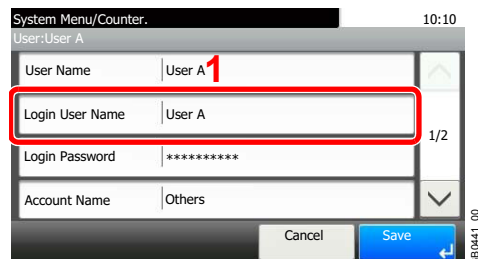 System Menu/Counter. 10:10
User:User A
User Name User A 1
Login User Name User A
1/2
Login Password **********
Account Name Others
Cancel Save
B0441_00